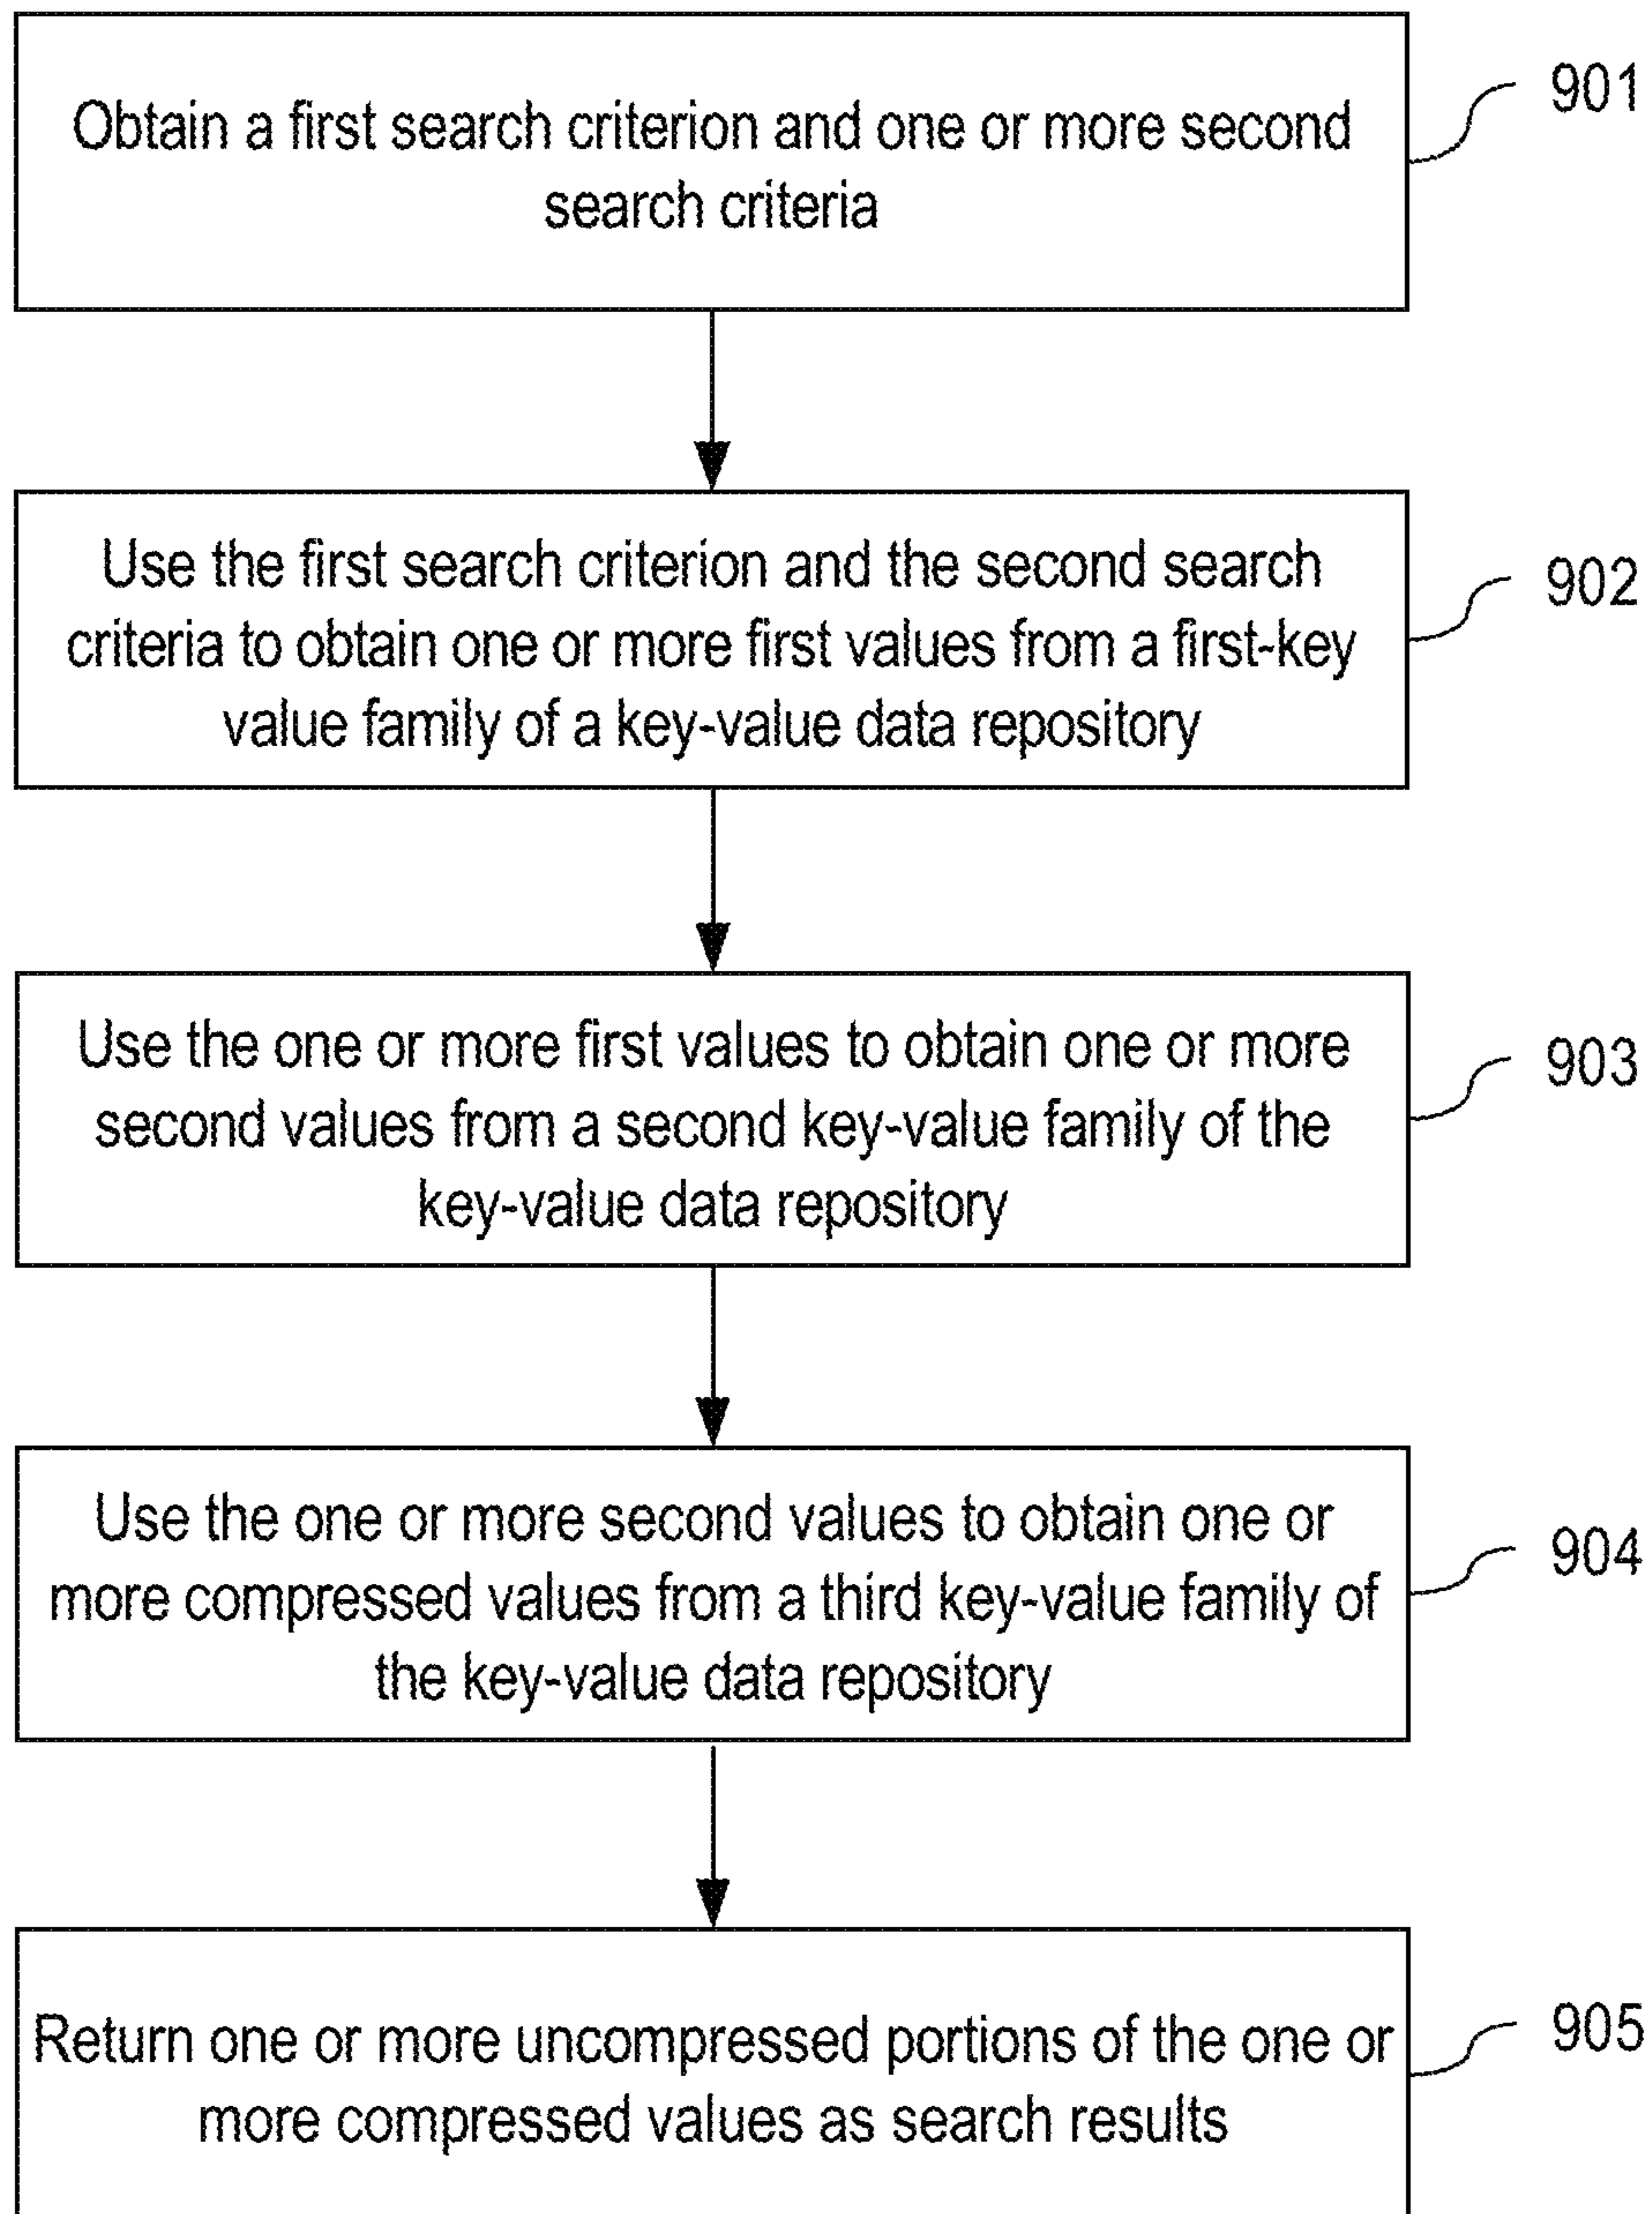 Obtain a first search criterion and one or more second
search criteria
901
Use the first search criterion and the second search
criteria to obtain one or more first values from a first-key
value family of a key-value data repository
902
Use the one or more first values to obtain one or more
second values from a second key-value family of the
key-value data repository
903
Use the one or more second values to obtain one or
more compressed values from a third key-value family of
the key-value data repository
904
Return one or more uncompressed portions of the one or
more compressed values as search results
905